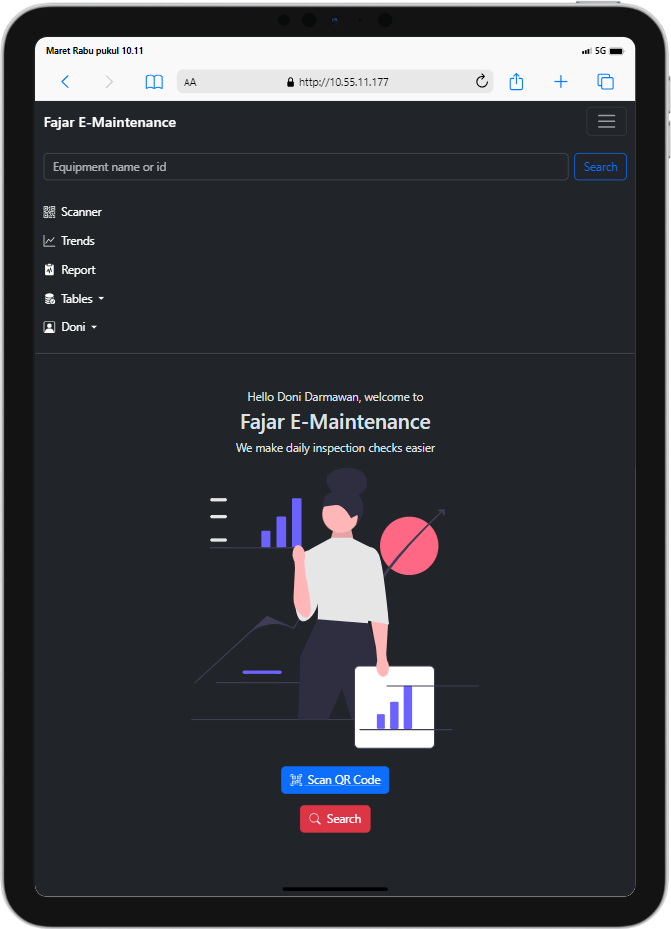 Maret Rabu pukul 10.11
5G
AA
http://10.55.11.177
Fajar E-Maintenance
Equipment name or id
Search
Scanner
Trends
Report
Tables
Doni
Hello Doni Darmawan, welcome to
Fajar E-Maintenance
We make daily inspection checks easier
Scan QR Code
Search